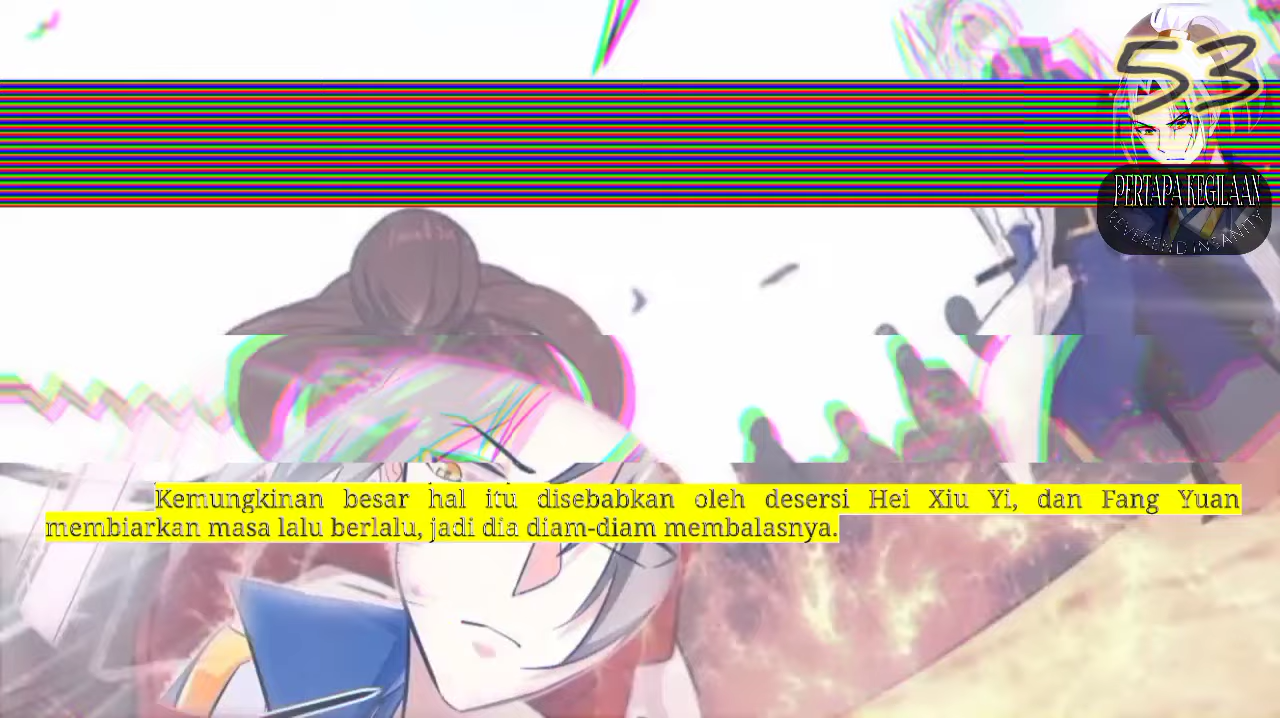 53
PERTAPA KEGILAAN
REVEREND INSANITY
Kemungkinan besar hal itu disebabkan oleh desersi Hei Xiu Yi, dan Fang Yuan
membiarkan masa lalu berlalu, jadi dia diam-diam membalasnya.